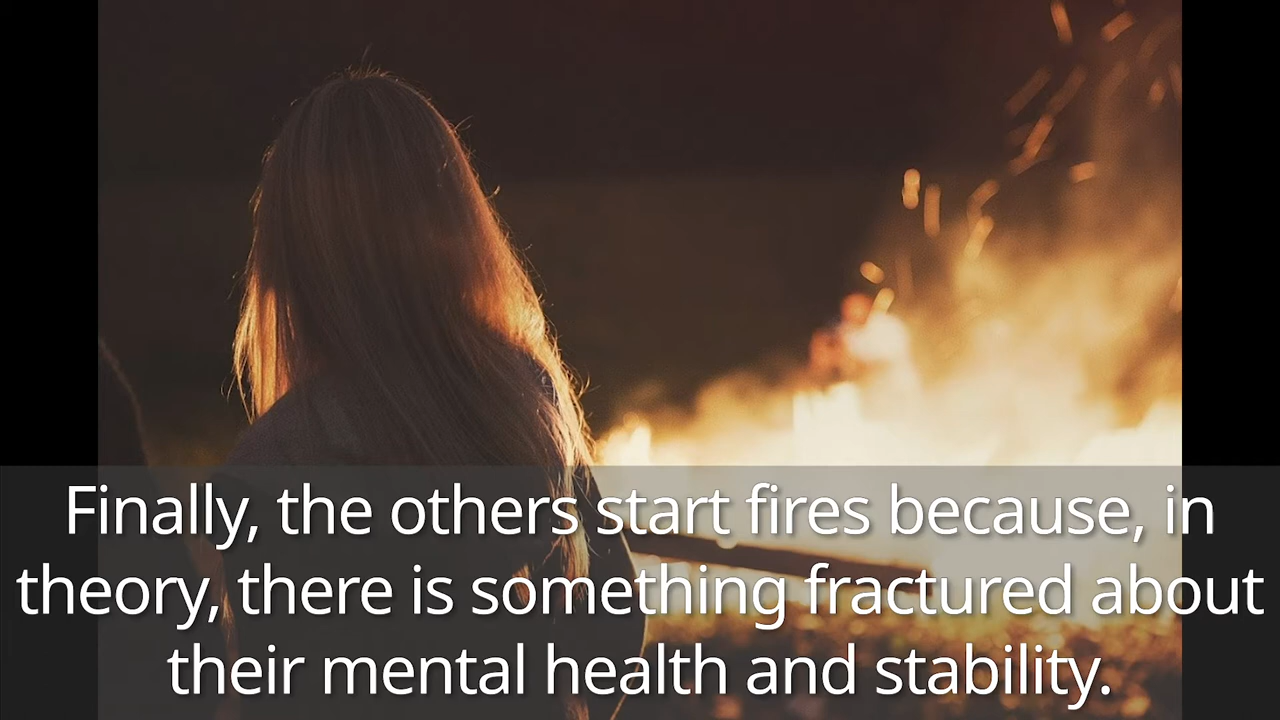 Finally, the others start fires because, in
theory, there is something fractured about
their mental health and stability.